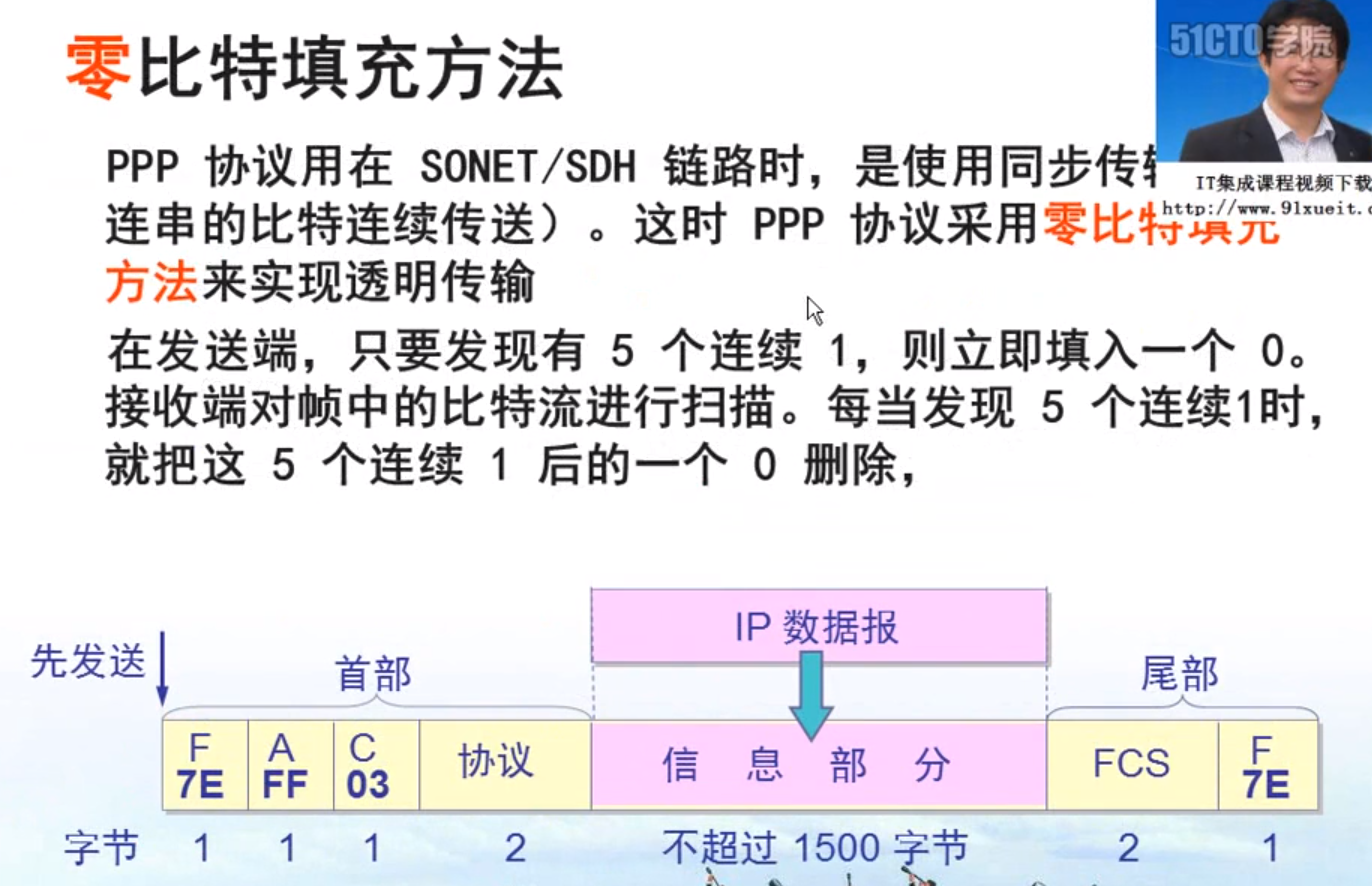 零比特填充方法
51CTO学院
PPP 协议用在 SONET/SDH 链路时，是使用同步传
IT集成课程视频下载
连串的比特连续传送）。这时 PPP 协议采用零比特填充
http://www.91xueit.c
方法来实现透明传输
在发送端，只要发现有 5 个连续 1，则立即填入一个 0。
接收端对帧中的比特流进行扫描。每当发现 5 个连续1时，
就把这 5 个连续 1 后的一个 0 删除，
IP 数据报
先发送 首部 尾部
F A C 协议 信 息 部 分 FCS F
7E FF 03 7E
字节 1 1 1 2 不超过 1500 字节 2 1